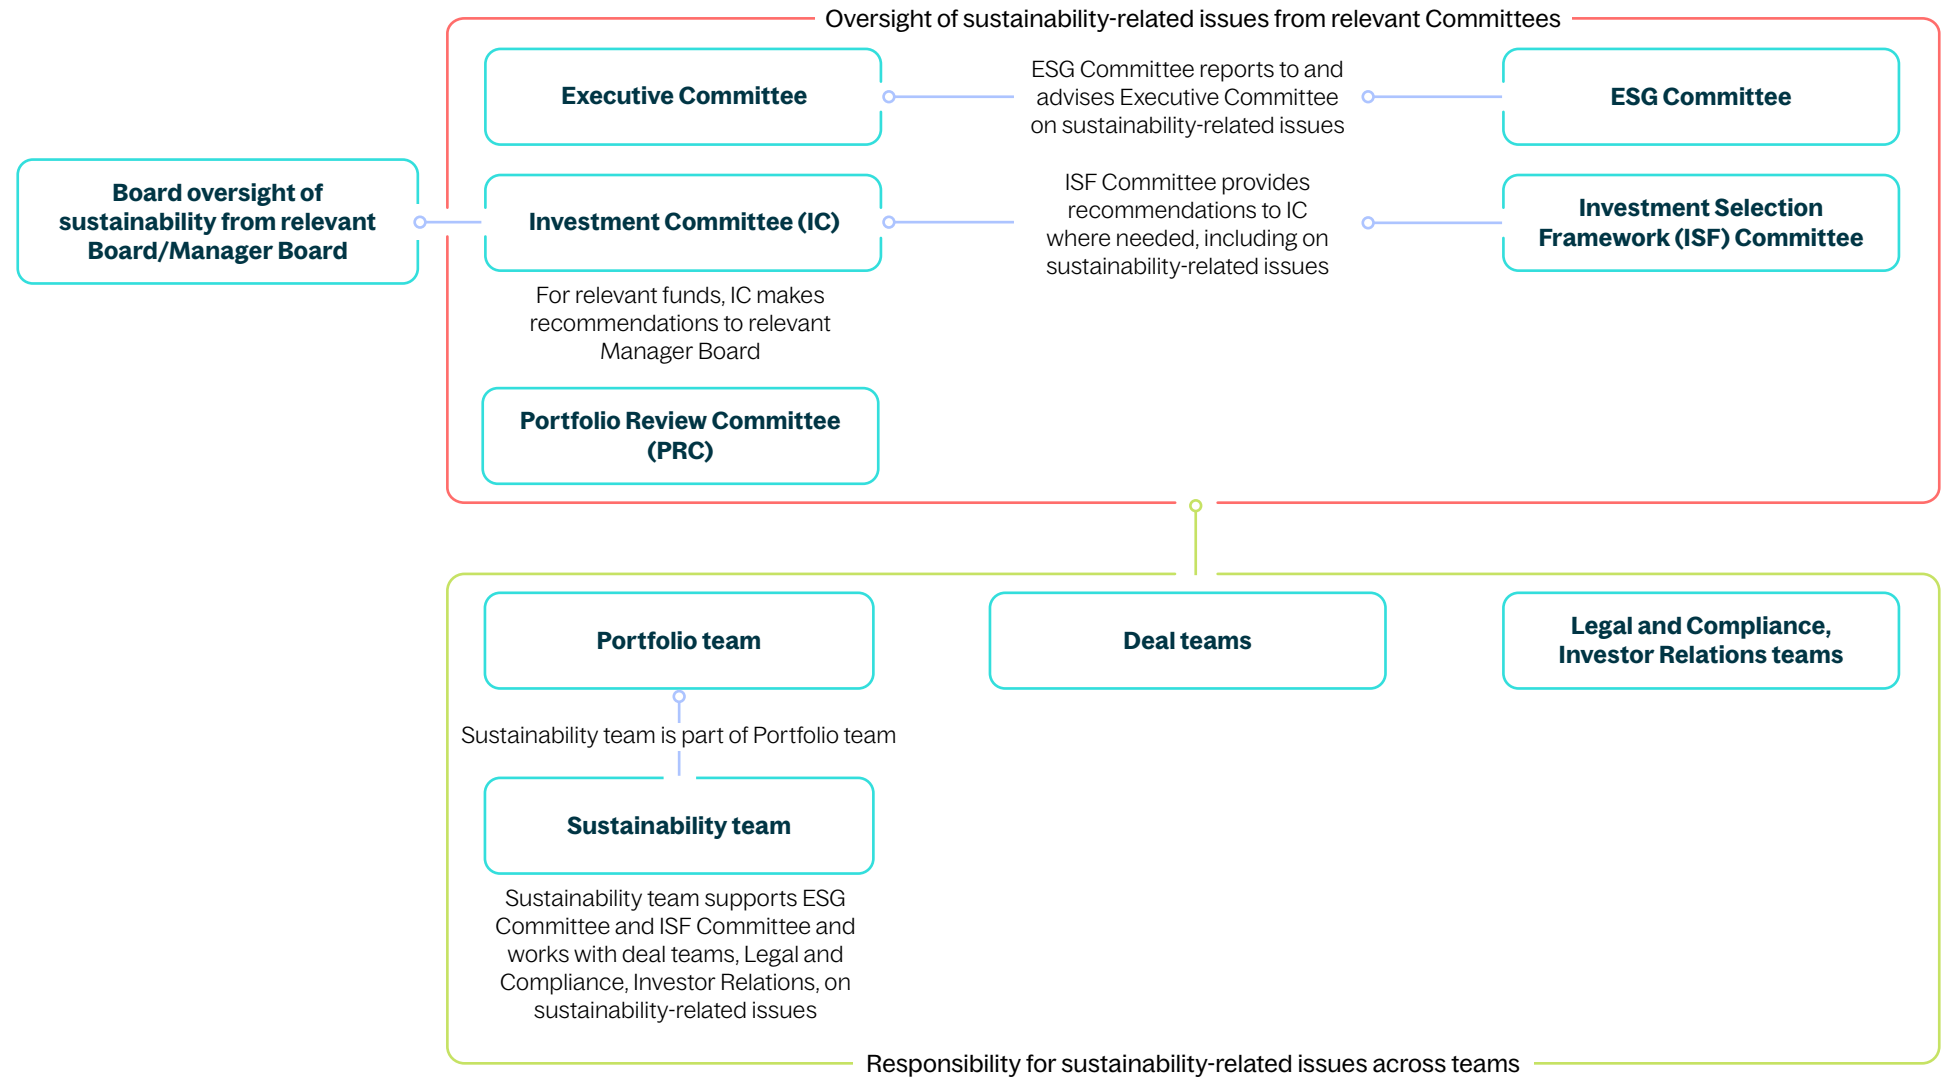 Oversight of sustainability-related issues from relevant Committees
Executive Committee
ESG Committee reports to and
advises Executive Committee
on sustainability-related issues
ESG Committee
Board oversight of
sustainability from relevant
Board/Manager Board
Investment Committee (IC)
ISF Committee provides
recommendations to IC
where needed, including on
sustainability-related issues
Investment Selection
Framework (ISF) Committee
For relevant funds, IC makes
recommendations to relevant
Manager Board
Portfolio Review Committee
(PRC)
Portfolio team
Deal teams
Legal and Compliance,
Investor Relations teams
Sustainability team is part of Portfolio team
Sustainability team
Sustainability team supports ESG
Committee and ISF Committee and
works with deal teams, Legal and
Compliance, Investor Relations, on
sustainability-related issues
Responsibility for sustainability-related issues across teams